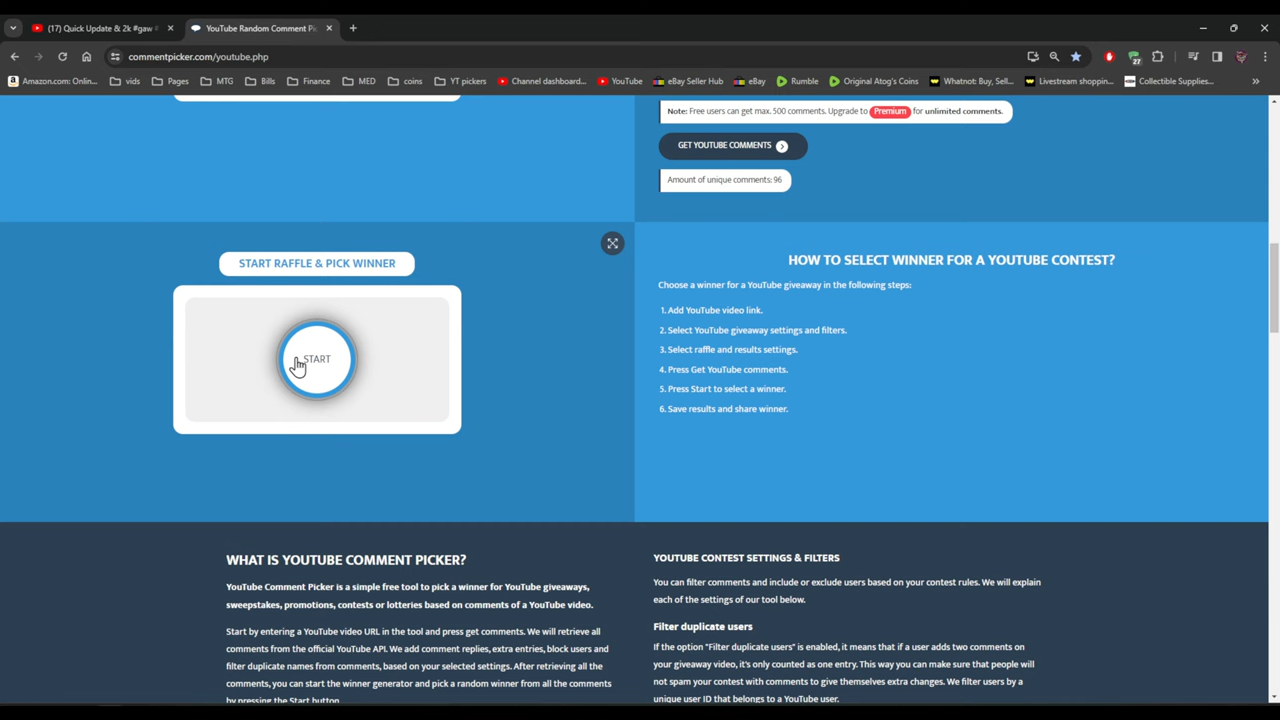 (17) Quick Update & 2k #gaw #
YouTube Random Comment Pi
commentpicker.com/youtube.php
27
Amazon.com: Onlin...
vids
Pages
MTG
Bills
Finance
MED
coins
YT pickers
Channel dashboard...
YouTube
eBay Seller Hub
eBay
Rumble
Original Atog's Coins
Whatnot: Buy, Sell...
Livestream shoppin...
Collectible Supplies...
Note: Free users can get max. 500 comments. Upgrade to Premium for unlimited comments.
GET YOUTUBE COMMENTS
Amount of unique comments: 96
START RAFFLE & PICK WINNER
START
HOW TO SELECT WINNER FOR A YOUTUBE CONTEST?
Choose a winner for a YouTube giveaway in the following steps:
1. Add YouTube video link.
2. Select YouTube giveaway settings and filters.
3. Select raffle and results settings.
4. Press Get YouTube comments.
5. Press Start to select a winner.
6. Save results and share winner.
WHAT IS YOUTUBE COMMENT PICKER?
YouTube Comment Picker is a simple free tool to pick a winner for YouTube giveaways,
sweepstakes, promotions, contests or lotteries based on comments of a YouTube video.
Start by entering a YouTube video URL in the tool and press get comments. We will retrieve all
comments from the official YouTube API. We add comment replies, extra entries, block users and
filter duplicate names from comments, based on your selected settings. After retrieving all the
comments, you can start the winner generator and pick a random winner from all the comments
by pressing the Start button.
YOUTUBE CONTEST SETTINGS & FILTERS
You can filter comments and include or exclude users based on your contest rules. We will explain
each of the settings of our tool below.
Filter duplicate users
If the option "Filter duplicate users" is enabled, it means that if a user adds two comments on
your giveaway video, it's only counted as one entry. This way you can make sure that people will
not spam your contest with comments to give themselves extra changes. We filter users by a
unique user ID that belongs to a YouTube user.